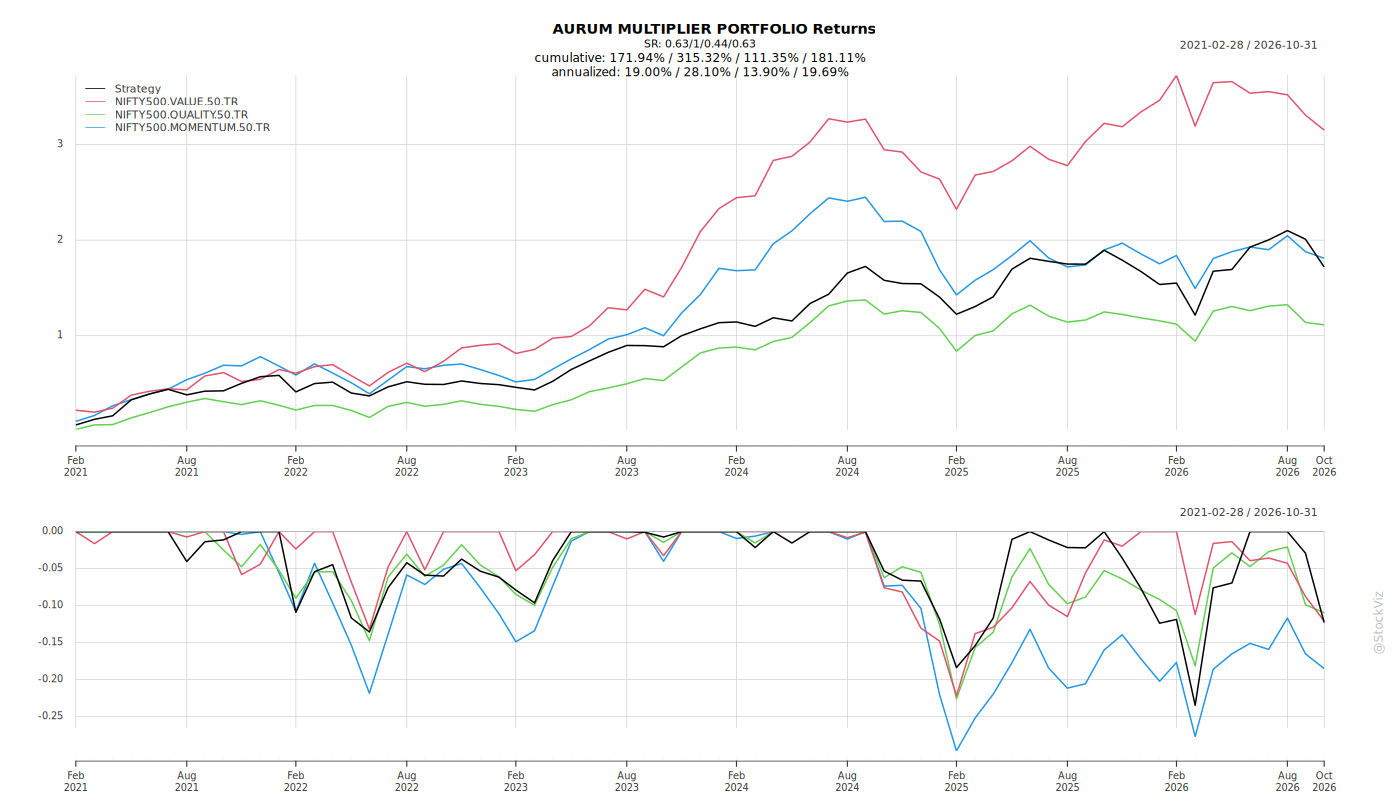 AURUM MULTIPLIER PORTFOLIO Returns
SR: 0.63/1/0.44/0.63
2021-02-28 / 2026-10-31
cumulative: 171.94% / 315.32% / 111.35% / 181.11%
annualized: 19.00% / 28.10% / 13.90% / 19.69%
Strategy
NIFTY500.VALUE.50.TR
NIFTY500.QUALITY.50.TR
NIFTY500.MOMENTUM.50.TR
3
2
1
Feb Aug Feb Aug Feb Aug Feb Aug Feb Aug Feb Aug Oct
2021 2021 2022 2022 2023 2023 2024 2024 2025 2025 2026 2026 2026
2021-02-28 / 2026-10-31
0.00
-0.05
-0.10
-0.15
-0.20
-0.25
Feb Aug Feb Aug Feb Aug Feb Aug Feb Aug Feb Aug Oct
2021 2021 2022 2022 2023 2023 2024 2024 2025 2025 2026 2026 2026
@StockViz